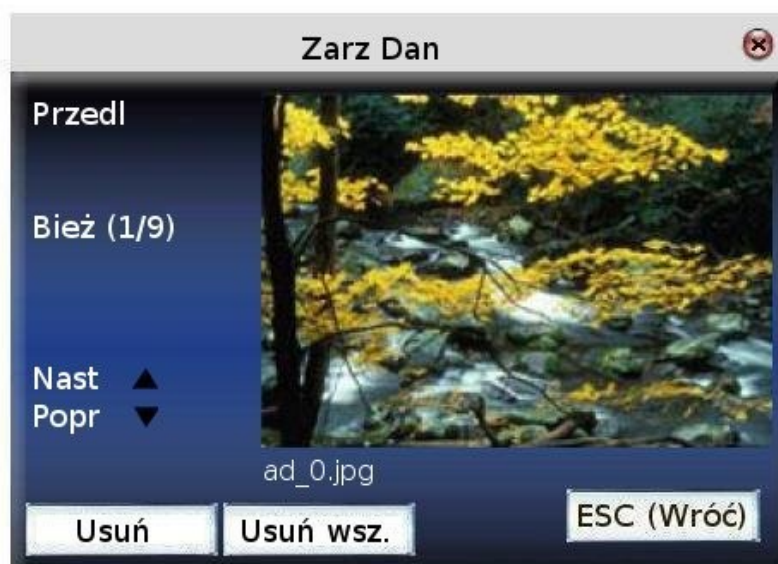 Zarz Dan
Przedl
Bież (1/9)
Nast ▲
Popr ▼
ad_0.jpg
Usuń
Usuń wsz.
ESC (Wróć)